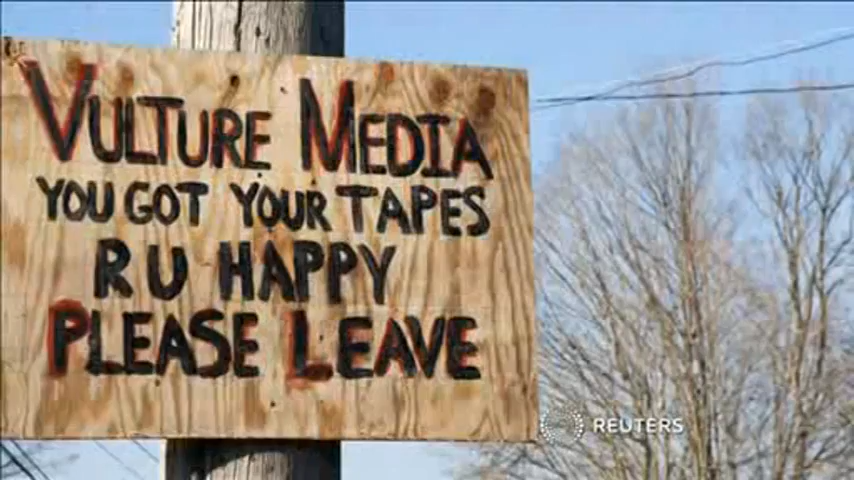 VULTURE MEDIA
YOU GOT YOUR TAPES
R U HAPPY
PLEASE LEAVE
REUTERS